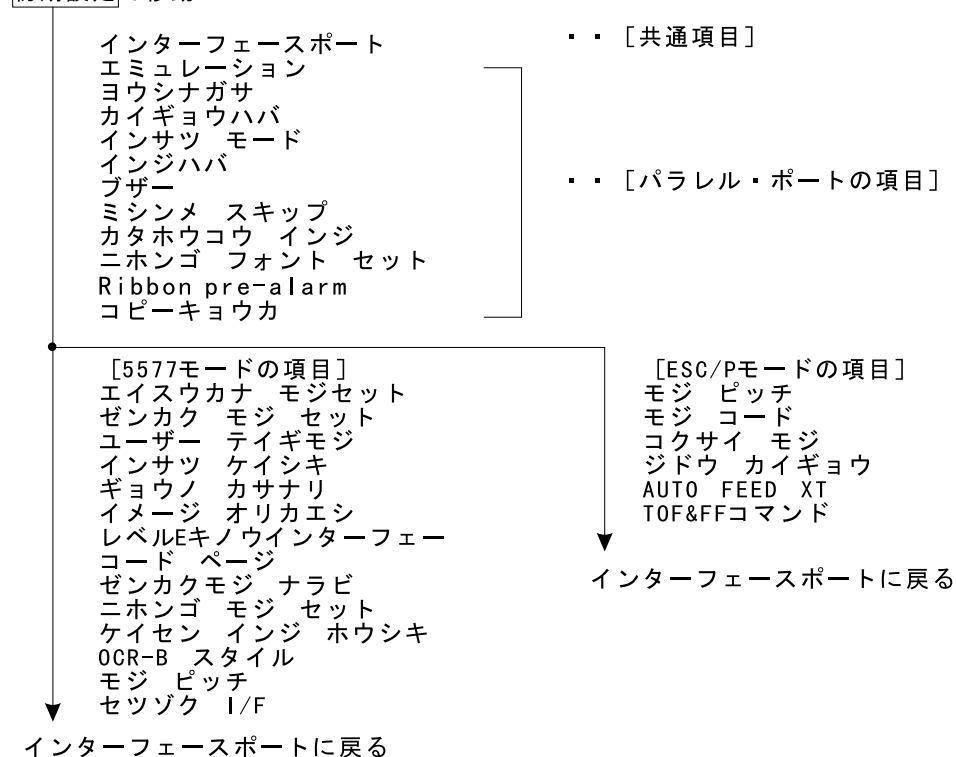 インターフェースポート ・・［共通項目］
エミュレーション
ヨウシナガサ
カイギョウハバ
インサツ モード
インジハバ
ブザー ・・［パラレル・ポートの項目］
ミシンメ スキップ
カタホウコウ インジ
ニホンゴ フォント セット
Ribbon pre-alarm
コピーキョウカ
［5577モードの項目］
エイスウカナ モジセット
ゼンカク モジ セット
ユーザー テイギモジ
インサツ ケイシキ
ギョウノ カサナリ
イメージ オリカエシ
レベルEキノウインターフェー
コード ページ
ゼンカクモジ ナラビ
ニホンゴ モジ セット
ケイセン インジ ホウシキ
OCR-B スタイル
モジ ピッチ
セツゾク I/F
インターフェースポートに戻る
［ESC/Pモードの項目］
モジ ピッチ
モジ コード
コクサイ モジ
ジドウ カイギョウ
AUTO FEED XT
TOF&FFコマンド
インターフェースポートに戻る